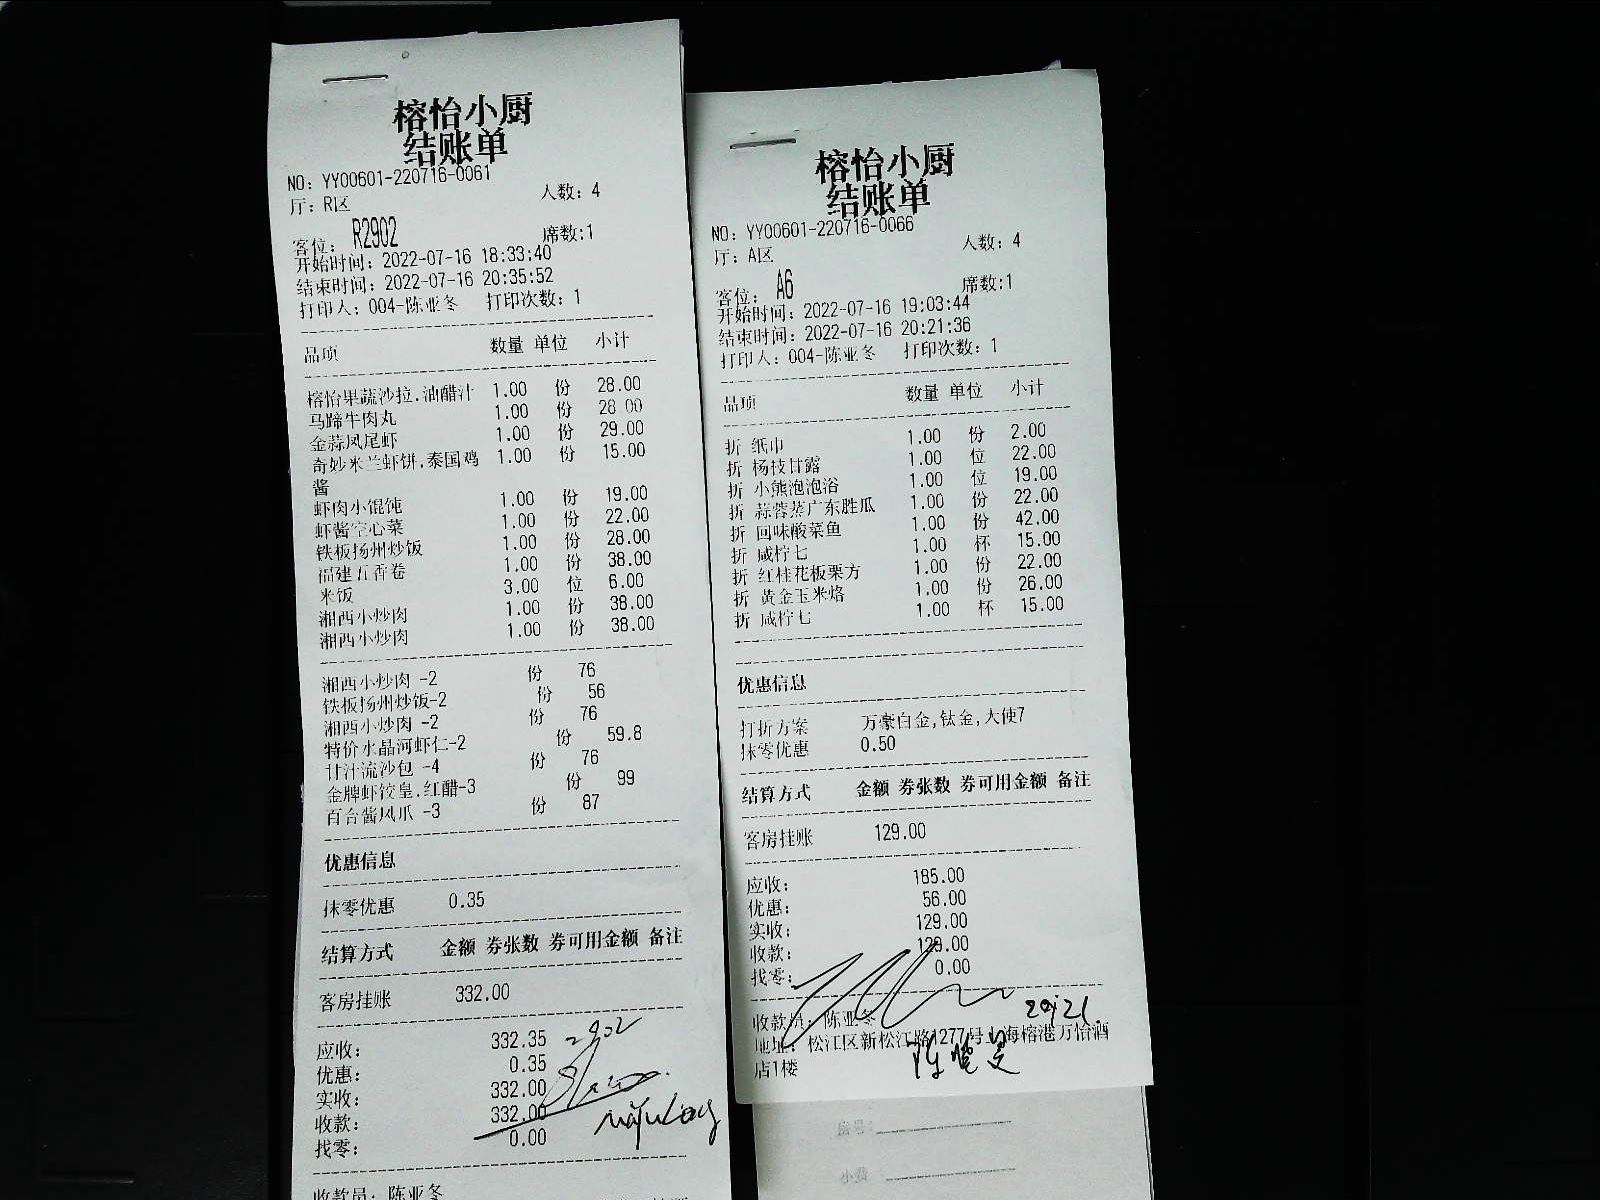 榕怡小厨
结账单
NO: YY00601-220716-0061
厅: R区 人数: 4
客位: R2902 席数:1
开始时间: 2022-07-16 18:33:40
结束时间: 2022-07-16 20:35:52
打印人: 004-陈亚冬 打印次数: 1
品项 数量 单位 小计
榕怡果蔬沙拉.油醋汁 1.00 份 28.00
马蹄牛肉丸 1.00 份 28.00
金蒜凤尾虾 1.00 份 29.00
奇妙米兰虾饼.泰国鸡 1.00 份 15.00
酱
虾肉小馄饨 1.00 份 19.00
虾酱空心菜 1.00 份 22.00
铁板扬州炒饭 1.00 份 28.00
福建五香卷 1.00 份 38.00
米饭 3.00 位 6.00
湘西小炒肉 1.00 份 38.00
湘西小炒肉 1.00 份 38.00
湘西小炒肉 -2 份 76
铁板扬州炒饭-2 份 56
湘西小炒肉 -2 份 76
特价水晶河虾仁-2 份 59.8
甘汁流沙包 -4 份 76
金牌虾饺皇.红醋-3 份 99
百合酱凤爪 -3 份 87
优惠信息
抹零优惠 0.35
结算方式 金额 券张数 券可用金额 备注
客房挂账 332.00
应收: 332.35
2902
优惠: 0.35
实收: 332.00
收款: 332.00
找零: 0.00
收款员: 陈亚冬
榕怡小厨
结账单
NO: YY00601-220716-0066
厅: A区 人数: 4
客位: A6 席数:1
开始时间: 2022-07-16 19:03:44
结束时间: 2022-07-16 20:21:36
打印人: 004-陈亚冬 打印次数: 1
品项 数量 单位 小计
折 纸巾 1.00 份 2.00
折 杨枝甘露 1.00 位 22.00
折 小熊泡泡浴 1.00 位 19.00
折 蒜蓉蒸广东胜瓜 1.00 份 22.00
折 回味酸菜鱼 1.00 份 42.00
折 咸柠七 1.00 杯 15.00
折 红桂花板栗方 1.00 份 22.00
折 黄金玉米烙 1.00 份 26.00
折 咸柠七 1.00 杯 15.00
优惠信息
打折方案 万豪白金,钛金,大使7
抹零优惠 0.50
结算方式 金额 券张数 券可用金额 备注
客房挂账 129.00
应收: 185.00
优惠: 56.00
实收: 129.00
收款: 129.00
找零: 0.00
20:21
收款员: 陈亚冬
地址: 松江区新松江路1277号上海榕港万怡酒
店1楼
小费